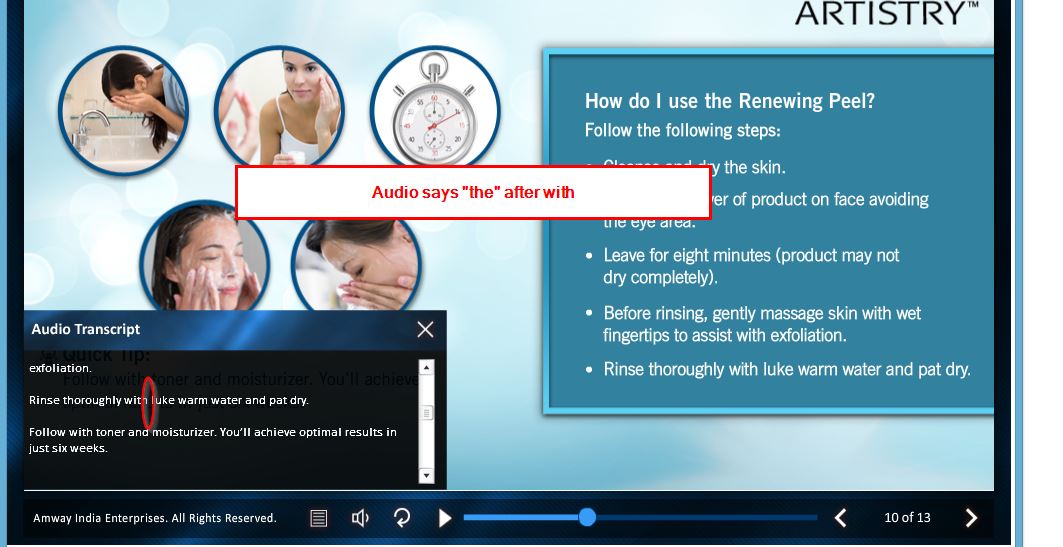 ARTISTRY™
How do I use the Renewing Peel?
Follow the following steps:
• Cleanse and dry the skin.
Audio says "the" after with
of product on face avoiding
the eye area.
• Leave for eight minutes (product may not
dry completely).
• Before rinsing, gently massage skin with wet
fingertips to assist with exfoliation.
• Rinse thoroughly with luke warm water and pat dry.
Audio Transcript
Quick Tip:
exfoliation.
Follow with toner and moisturizer. You'll achieve
Rinse thoroughly with luke warm water and pat dry.
Follow with toner and moisturizer. You'll achieve optimal results in
just six weeks.
Amway India Enterprises. All Rights Reserved.
10 of 13
60
55
5